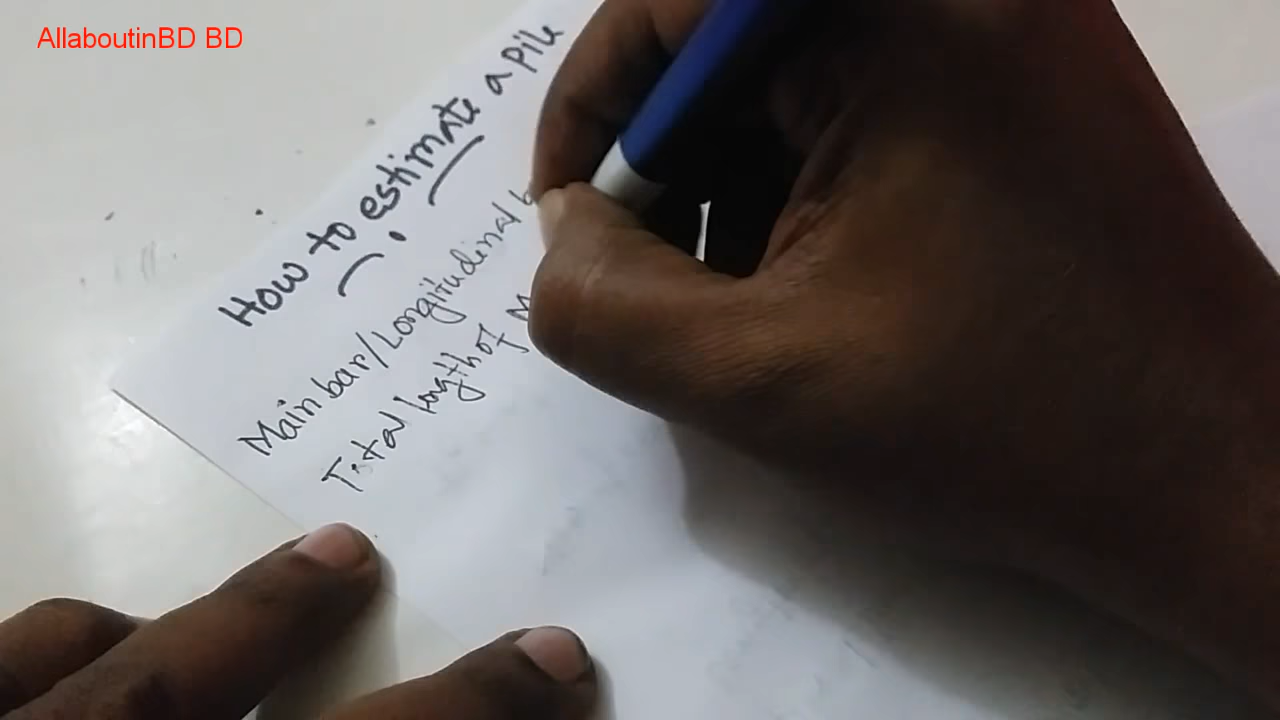 AllaboutinBD BD
How to estimate a pile
Main bar/Longitudinal b
Total length of M